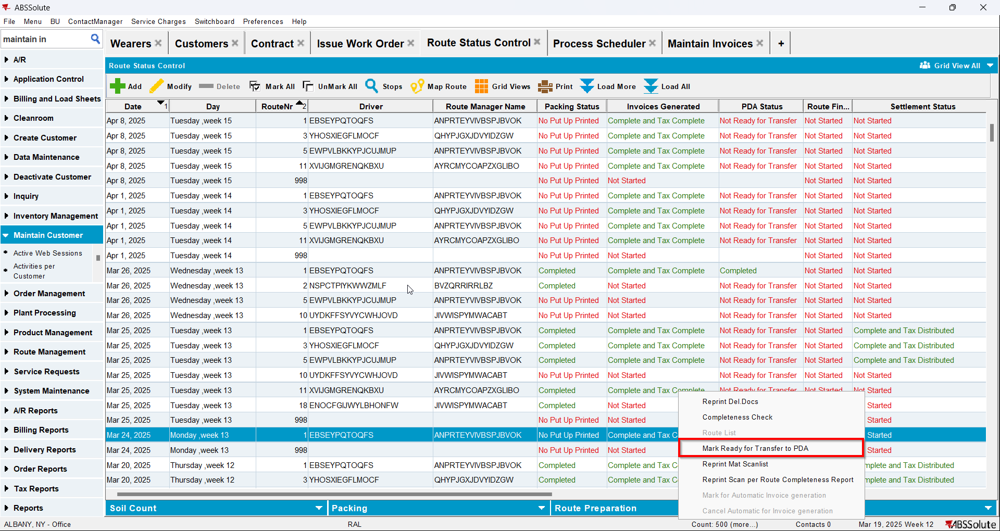 ABSSolute
File Menu BU ContactManager Service Charges Switchboard Preferences Help
maintain in
Wearers Customers Contract Issue Work Order Route Status Control Process Scheduler Maintain Invoices +
Route Status Control Grid View All
Add Modify Delete Mark All UnMark All Stops Map Route Grid Views Print Load More Load All
A/R
Application Control
Billing and Load Sheets
Cleanroom
Create Customer
Data Maintenance
Deactivate Customer
Inquiry
Inventory Management
Maintain Customer
Active Web Sessions
Activities per
Customer
Order Management
Plant Processing
Product Management
Route Management
Service Requests
System Maintenance
A/R Reports
Billing Reports
Delivery Reports
Order Reports
Tax Reports
Reports
Date 1 Day RouteNr 2 Driver Route Manager Name Packing Status Invoices Generated PDA Status Route Fin... Settlement Status
Apr 8, 2025 Tuesday ,week 15 1 EBSEYPQTOQFS ANPRTEYVIVBSPJBVOK No Put Up Printed Complete and Tax Complete Not Ready for Transfer Not Started Not Started
Apr 8, 2025 Tuesday ,week 15 3 YHOSXIEGFLMOCF QHYPJGXJDVYIDZGW No Put Up Printed Complete and Tax Complete Not Ready for Transfer Not Started Not Started
Apr 8, 2025 Tuesday ,week 15 5 EWPVLBKKYPJCUJMUP ANPRTEYVIVBSPJBVOK No Put Up Printed Complete and Tax Complete Not Ready for Transfer Not Started Not Started
Apr 8, 2025 Tuesday ,week 15 11 XVIJGMGRENQKBXU AYRCMYCOAPZXGLIBO No Put Up Printed Complete and Tax Complete Not Ready for Transfer Not Started Not Started
Apr 8, 2025 Tuesday ,week 15 998 No Put Up Printed Not Started Not Started Not Started
Apr 1, 2025 Tuesday ,week 14 1 EBSEYPQTOQFS ANPRTEYVIVBSPJBVOK No Put Up Printed Complete and Tax Complete Not Ready for Transfer Not Started Not Started
Apr 1, 2025 Tuesday ,week 14 3 YHOSXIEGFLMOCF QHYPJGXJDVYIDZGW No Put Up Printed Complete and Tax Complete Not Ready for Transfer Not Started Not Started
Apr 1, 2025 Tuesday ,week 14 5 EWPVLBKKYPJCUJMUP ANPRTEYVIVBSPJBVOK No Put Up Printed Complete and Tax Complete Not Ready for Transfer Not Started Not Started
Apr 1, 2025 Tuesday ,week 14 11 XVIJGMGRENQKBXU AYRCMYCOAPZXGLIBO No Put Up Printed Complete and Tax Complete Not Ready for Transfer Not Started Not Started
Apr 1, 2025 Tuesday ,week 14 998 No Put Up Printed Not Started Not Started Not Started
Mar 26, 2025 Wednesday ,week 13 1 EBSEYPQTOQFS ANPRTEYVIVBSPJBVOK Completed Complete and Tax Complete Completed Not Started Not Started
Mar 26, 2025 Wednesday ,week 13 2 NSPCTPIYKWWZMLF BVZQRRIRRLBZ Completed Not Started Not Ready for Transfer Not Started Not Started
Mar 26, 2025 Wednesday ,week 13 5 EWPVLBKKYPJCUJMUP ANPRTEYVIVBSPJBVOK No Put Up Printed Not Started Not Ready for Transfer Not Started Not Started
Mar 26, 2025 Wednesday ,week 13 10 UYDKFFSYVYCWHJOVD JIVWISPYMWACABT No Put Up Printed Not Started Not Ready for Transfer Not Started Not Started
Mar 25, 2025 Tuesday ,week 13 1 EBSEYPQTOQFS ANPRTEYVIVBSPJBVOK Completed Complete and Tax Complete Not Ready for Transfer Not Started Complete and Tax Distributed
Mar 25, 2025 Tuesday ,week 13 3 YHOSXIEGFLMOCF QHYPJGXJDVYIDZGW Completed Complete and Tax Complete Not Ready for Transfer Not Started Complete and Tax Distributed
Mar 25, 2025 Tuesday ,week 13 5 EWPVLBKKYPJCUJMUP ANPRTEYVIVBSPJBVOK Completed Complete and Tax Complete Not Ready for Transfer Not Started Complete and Tax Distributed
Mar 25, 2025 Tuesday ,week 13 10 UYDKFFSYVYCWHJOVD JIVWISPYMWACABT No Put Up Printed Not Started Not Ready for Transfer Not Started Not Started
Mar 25, 2025 Tuesday ,week 13 11 XVIJGMGRENQKBXU AYRCMYCOAPZXGLIBO Completed Complete and Tax Complete Not Ready for Transfer Not Started Not Started
Mar 25, 2025 Tuesday ,week 13 18 ENOCFGIJWYLBHONFW JIVWISPYMWACABT Completed Not Started Started
Mar 25, 2025 Tuesday ,week 13 998 No Put Up Printed Not Started Started
Mar 24, 2025 Monday ,week 13 1 EBSEYPQTOQFS ANPRTEYVIVBSPJBVOK No Put Up Printed Complete and Tax C Started
Mar 24, 2025 Monday ,week 13 998 No Put Up Printed Not Started Started
Mar 20, 2025 Thursday ,week 12 1 EBSEYPQTOQFS ANPRTEYVIVBSPJBVOK Completed Complete and Tax C mplete and Tax Distributed
Mar 20, 2025 Thursday ,week 12 3 YHOSXIEGFLMOCF QHYPJGXJDVYIDZGW Completed Complete and Tax C mplete and Tax Distributed
Reprint Del.Docs
Completeness Check
Route List
Mark Ready for Transfer to PDA
Reprint Mat Scanlist
Reprint Scan per Route Completeness Report
Mark for Automatic Invoice generation
Cancel Automatic for Invoice generation
Soil Count Packing Route Preparation
ALBANY, NY - Office RAL Count: 500 (more...) Contacts 0 Mar 19, 2025 Week 12 ABSSolute